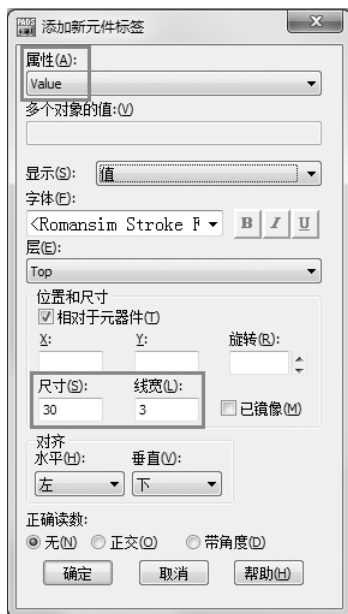 PADS
添加新元件标签
x
属性(A):
Value
多个对象的值:(V)
显示(S): 值
字体(F):
<Romansim Stroke F B I U
层(E):
Top
位置和尺寸
相对于元器件(T)
X: Y: 旋转(R):
尺寸(S): 线宽(L):
30 3 已镜像(M)
对齐
水平(H): 垂直(V):
左 下
正确读数:
无(N) 正交(O) 带角度(D)
确定 取消 帮助(H)